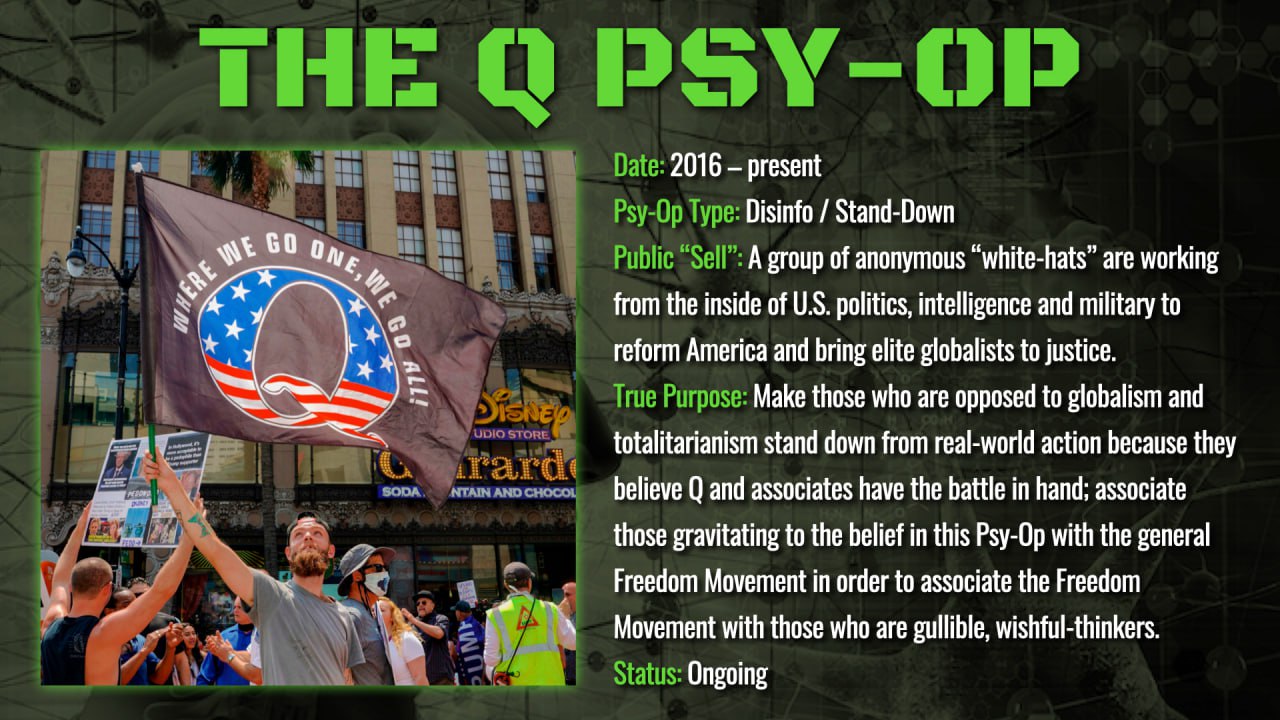 THE Q PSY-OP
WHERE WE GO ONE, WE GO ALL!
Disney
UDIO STORE
SODA
NTAIN AND CHOCOL
Date: 2016 – present
Psy-Op Type: Disinfo / Stand-Down
Public “Sell”: A group of anonymous “white-hats” are working
from the inside of U.S. politics, intelligence and military to
reform America and bring elite globalists to justice.
True Purpose: Make those who are opposed to globalism and
totalitarianism stand down from real-world action because they
believe Q and associates have the battle in hand; associate
those gravitating to the belief in this Psy-Op with the general
Freedom Movement in order to associate the Freedom
Movement with those who are gullible, wishful-thinkers.
Status: Ongoing